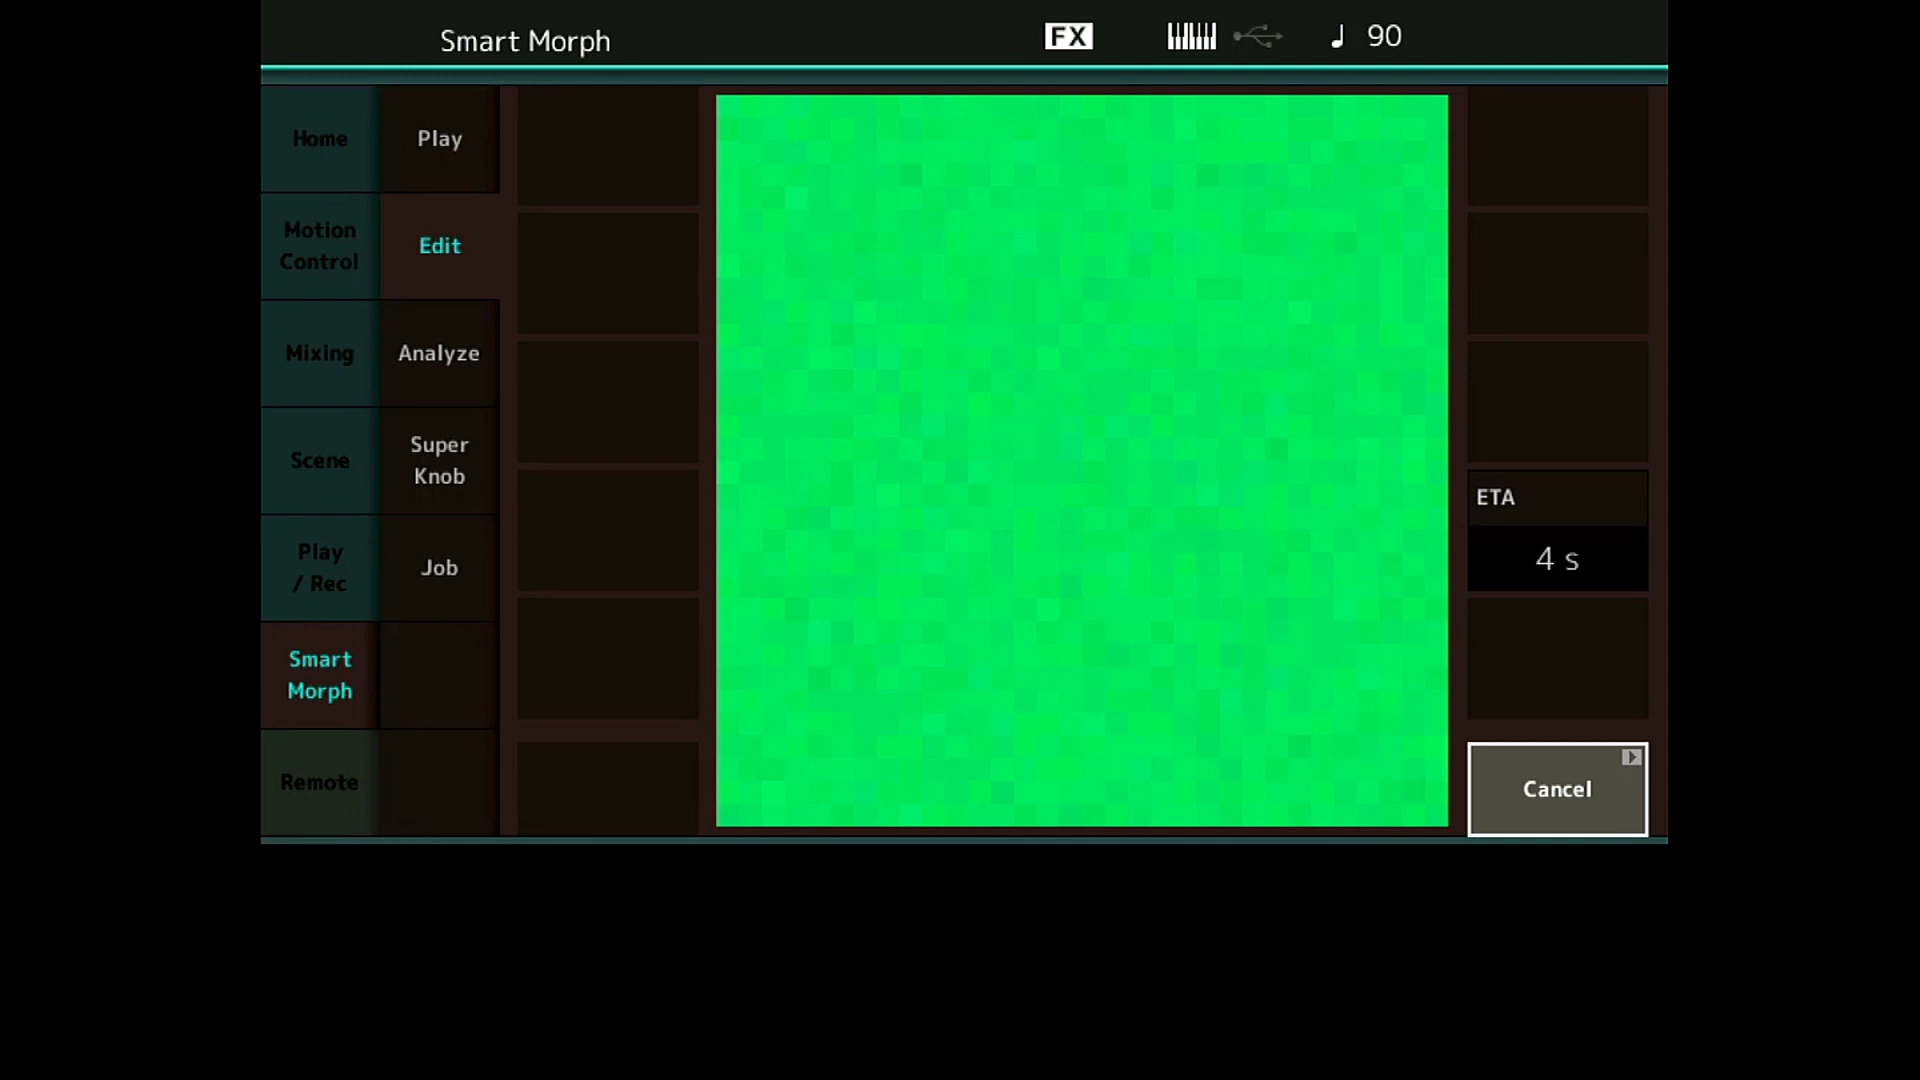 Smart Morph
FX
90
Home
Play
Motion
Control
Edit
Mixing
Analyze
Scene
Super
Knob
Play
/ Rec
Job
Smart
Morph
Remote
ETA
4 s
Cancel